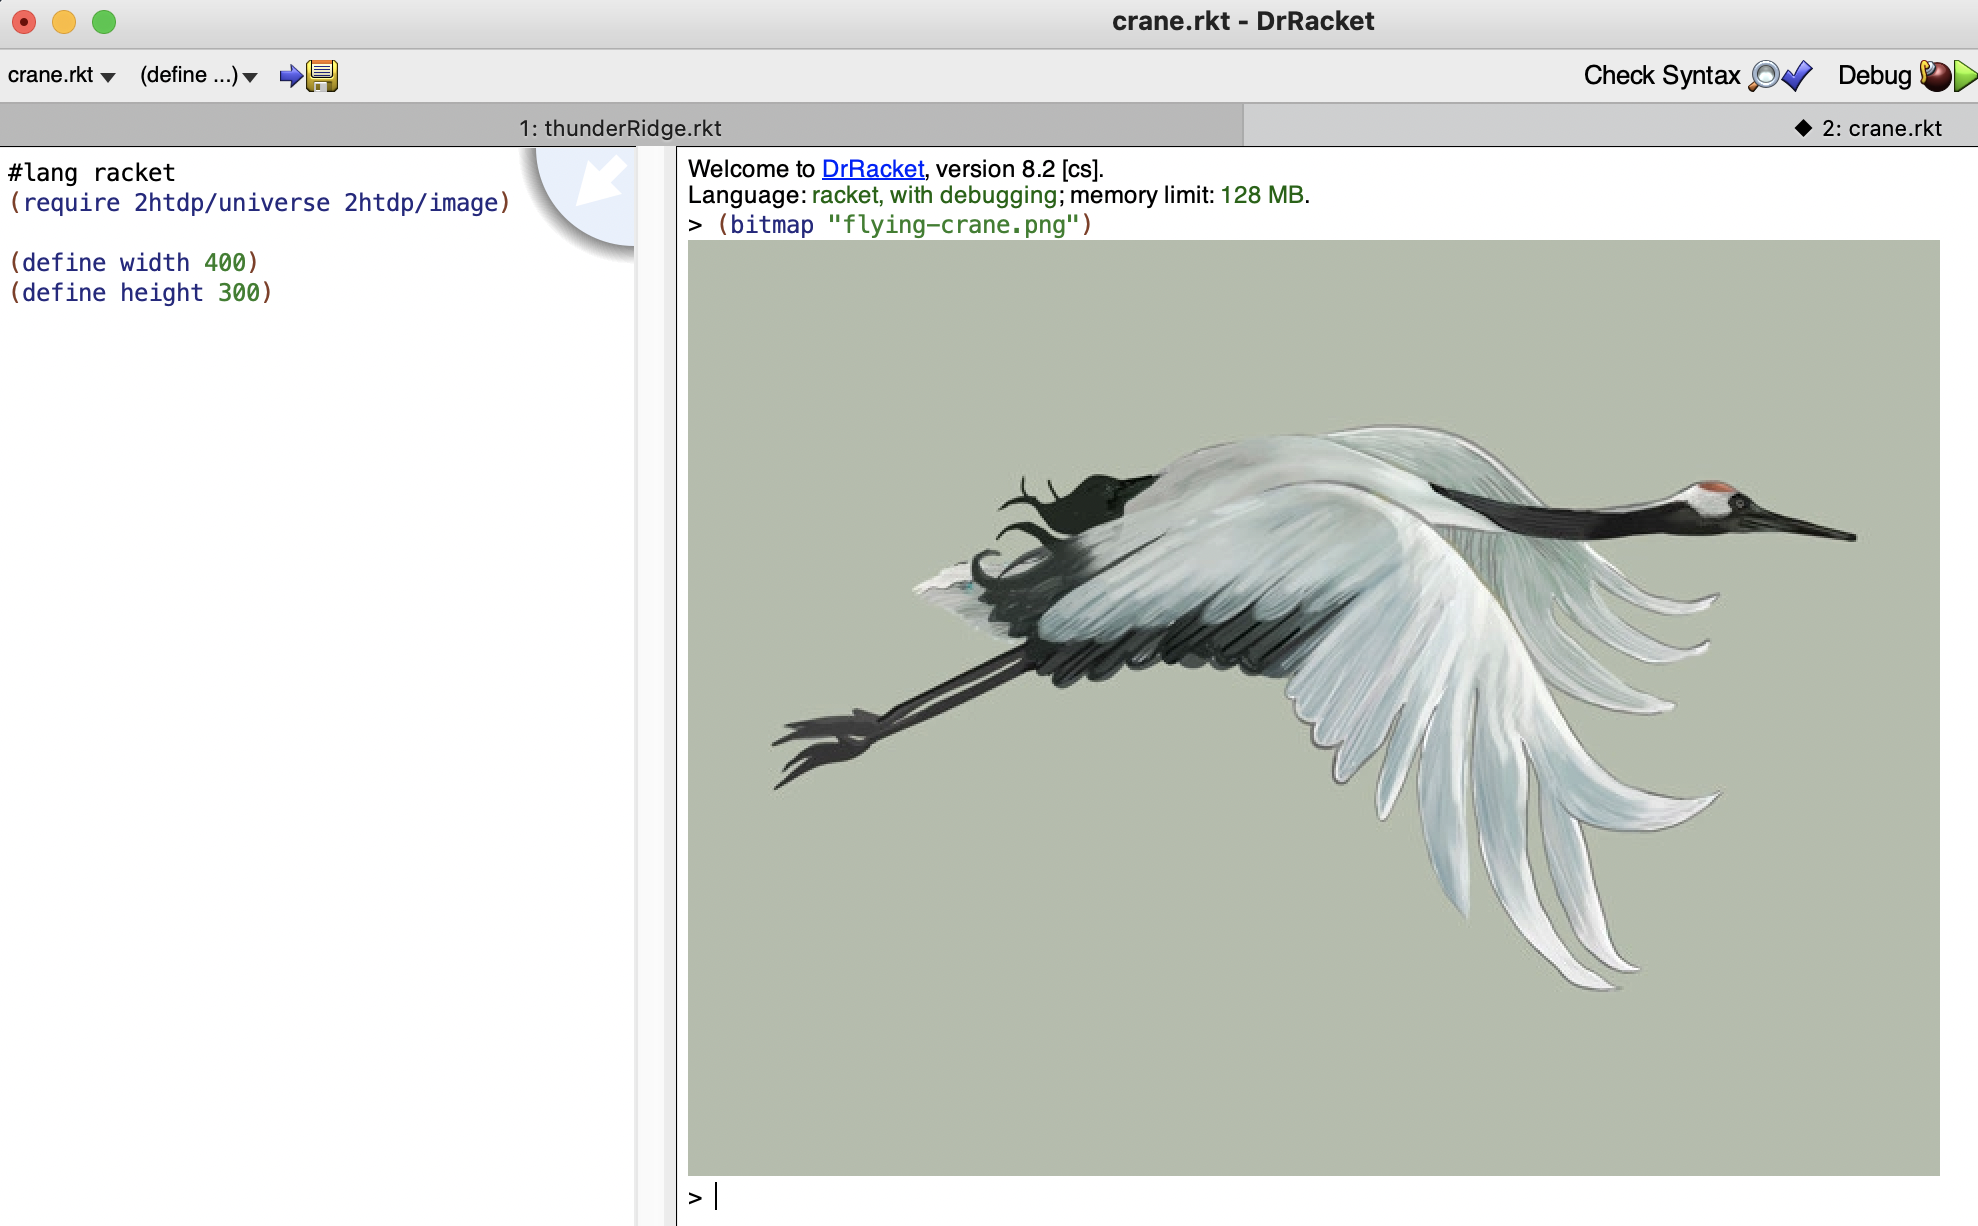 crane.rkt - DrRacket
crane.rkt (define ...) Check Syntax Debug
1: thunderRidge.rkt ◆ 2: crane.rkt
#lang racket
(require 2htdp/universe 2htdp/image)
(define width 400)
(define height 300)
Welcome to DrRacket, version 8.2 [cs].
Language: racket, with debugging; memory limit: 128 MB.
> (bitmap "flying-crane.png")
>